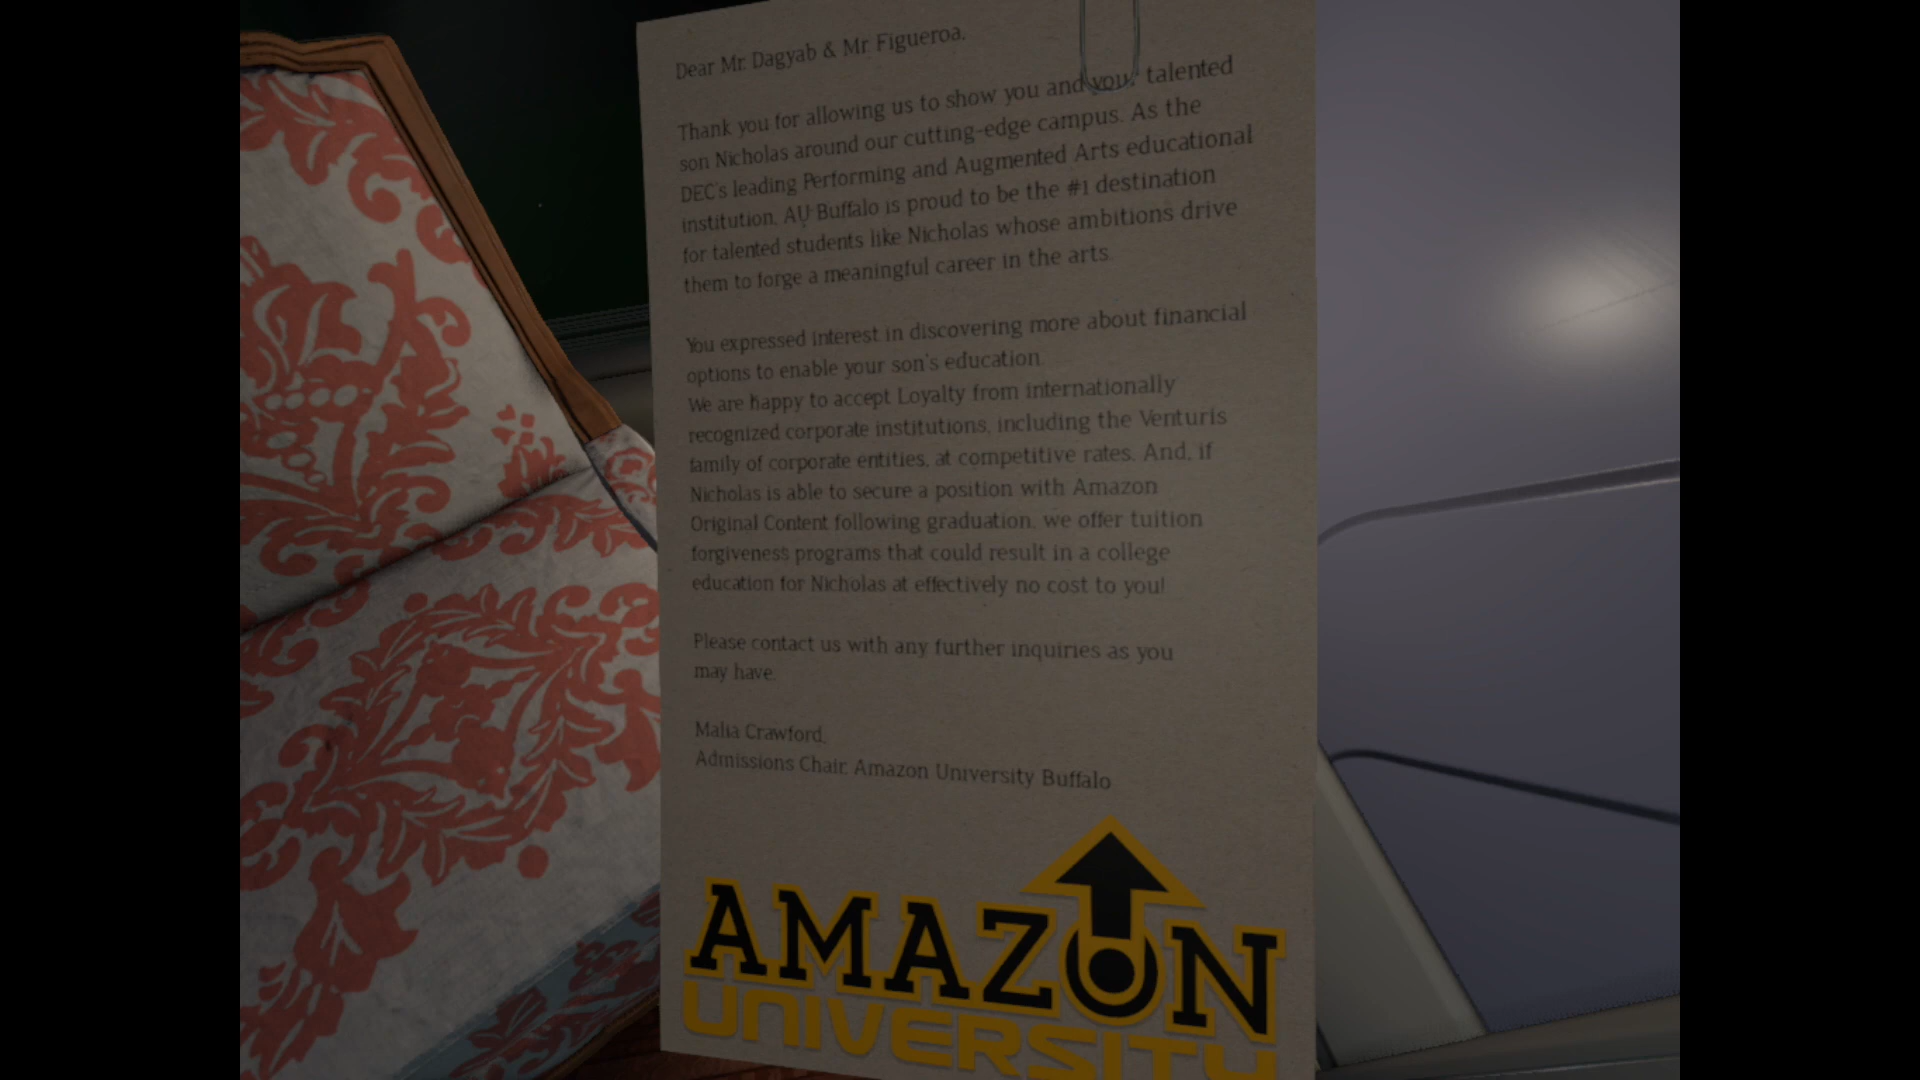 Dear Mr. Dagyab & Mr. Figueroa,
Thank you for allowing us to show you and your talented
son Nicholas around our cutting-edge campus. As the
DEC's leading Performing and Augmented Arts educational
institution, AU Buffalo is proud to be the #1 destination
for talented students like Nicholas whose ambitions drive
them to forge a meaningful career in the arts.
You expressed interest in discovering more about financial
options to enable your son's education.
We are happy to accept Loyalty from internationally
recognized corporate institutions, including the Venturis
family of corporate entities, at competitive rates. And, if
Nicholas is able to secure a position with Amazon
Original Content following graduation, we offer tuition
forgiveness programs that could result in a college
education for Nicholas at effectively no cost to you!
Please contact us with any further inquiries as you
may have.
Malia Crawford,
Admissions Chair, Amazon University Buffalo
AMAZON
UNIVERSITY